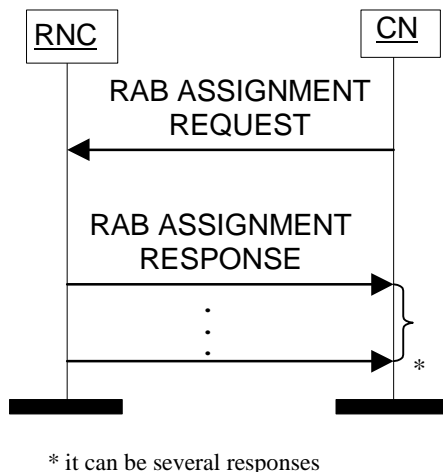 RNC
CN
RAB ASSIGNMENT
REQUEST
RAB ASSIGNMENT
RESPONSE
*
* it can be several responses